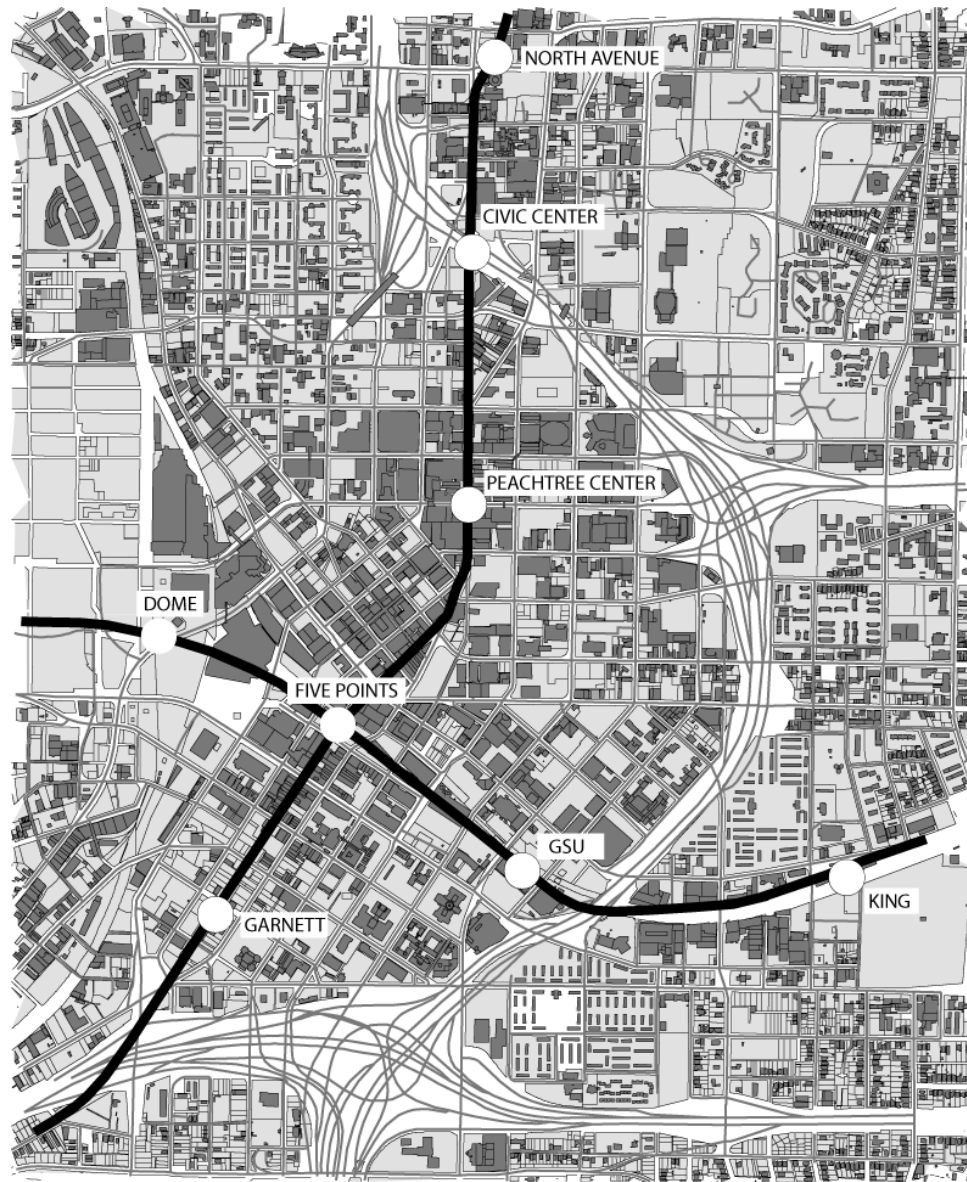 NORTH AVENUE
CIVIC CENTER
PEACHTREE CENTER
DOME
FIVE POINTS
GSU
KING
GARNETT